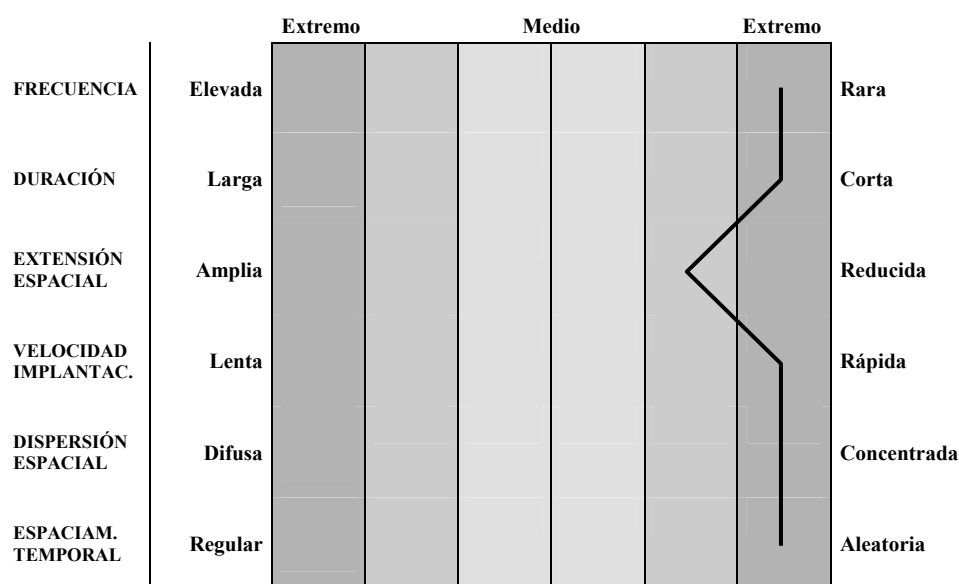 Extremo Medio Extremo
FRECUENCIA Elevada Rara
DURACIÓN Larga Corta
EXTENSIÓN
ESPACIAL Amplia Reducida
VELOCIDAD
IMPLANTAC. Lenta Rápida
DISPERSIÓN
ESPACIAL Difusa Concentrada
ESPACIAM.
TEMPORAL Regular Aleatoria